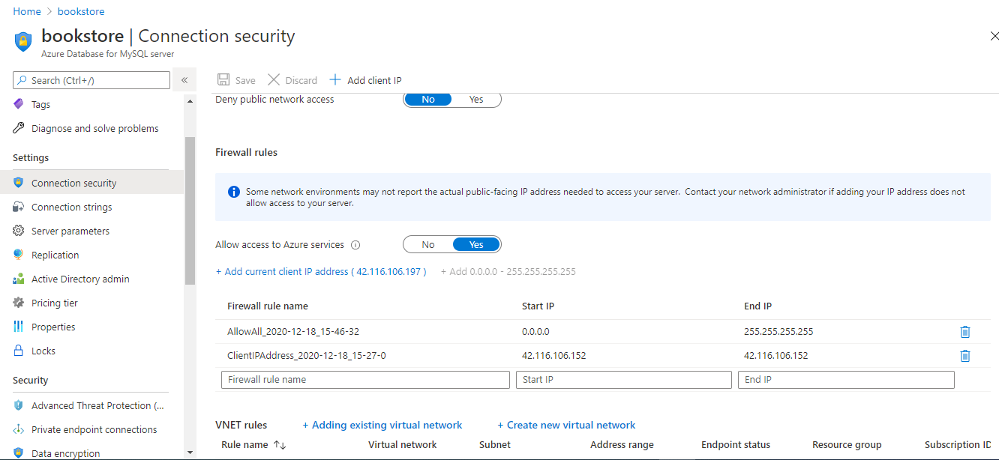 Home > bookstore
bookstore | Connection security
Azure Database for MySQL server
Search (Ctrl+/)
«
Tags
Diagnose and solve problems
Settings
Connection security
Connection strings
Server parameters
Replication
Active Directory admin
Pricing tier
Properties
Locks
Security
Advanced Threat Protection (...
Private endpoint connections
Data encryption
Save Discard + Add client IP
Deny public network access No Yes
Firewall rules
Some network environments may not report the actual public-facing IP address needed to access your server. Contact your network administrator if adding your IP address does not
allow access to your server.
Allow access to Azure services No Yes
+ Add current client IP address ( 42.116.106.197 ) + Add 0.0.0.0 - 255.255.255.255
Firewall rule name Start IP End IP
AllowAll_2020-12-18_15-46-32 0.0.0.0 255.255.255.255
ClientIPAddress_2020-12-18_15-27-0 42.116.106.152 42.116.106.152
Firewall rule name Start IP End IP
VNET rules + Adding existing virtual network + Create new virtual network
Rule name ↑↓ Virtual network Subnet Address range Endpoint status Resource group Subscription ID